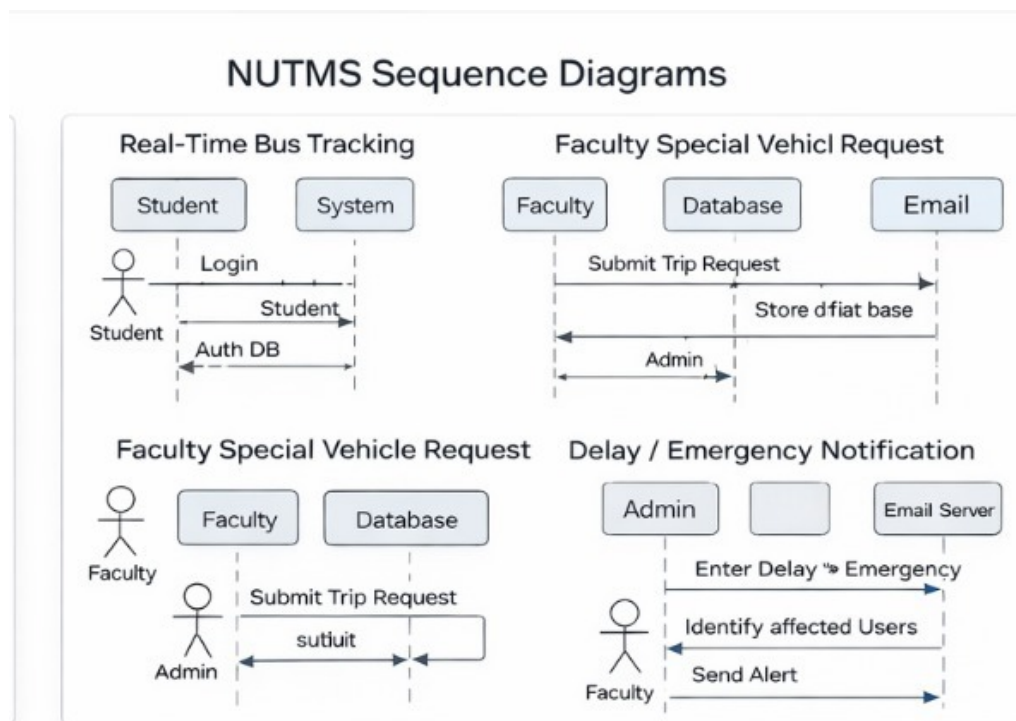 NUTMS Sequence Diagrams
Real-Time Bus Tracking
Student
System
Login
Student
Student
Auth DB
Faculty Special Vehicl Request
Faculty
Database
Email
Submit Trip Request
Store dfiat base
Admin
Faculty Special Vehicle Request
Faculty
Faculty
Database
Submit Trip Request
sutiuit
Admin
Delay / Emergency Notification
Admin
Email Server
Enter Delay Emergency
Identify affected Users
Faculty
Send Alert